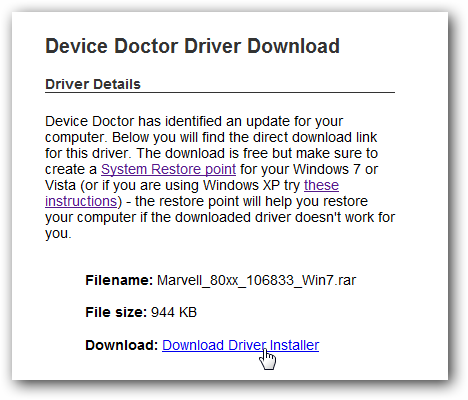 Device Doctor Driver Download
Driver Details
Device Doctor has identified an update for your
computer. Below you will find the direct download link
for this driver. The download is free but make sure to
create a System Restore point for your Windows 7 or
Vista (or if you are using Windows XP try these
instructions) - the restore point will help you restore
your computer if the downloaded driver doesn't work for
you.
Filename: Marvell_80xx_106833_Win7.rar
File size: 944 KB
Download: Download Driver Installer